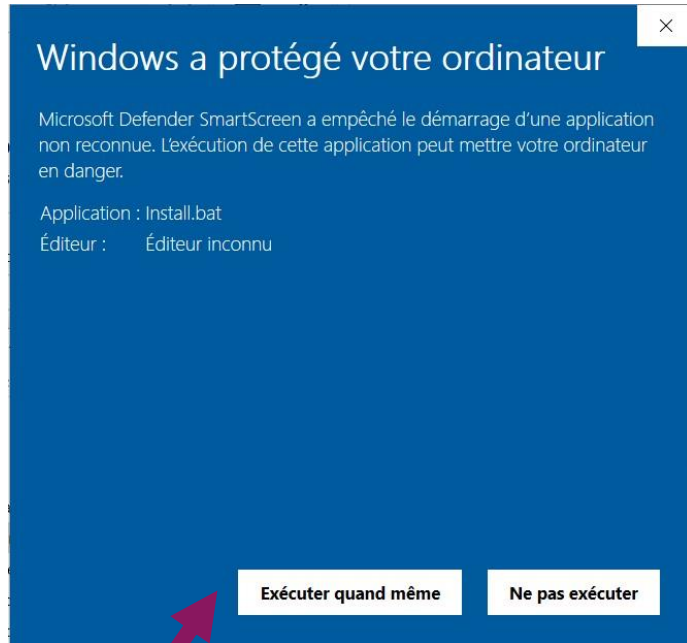 Windows a protégé votre ordinateur
Microsoft Defender SmartScreen a empêché le démarrage d'une application
non reconnue. L'exécution de cette application peut mettre votre ordinateur
en danger.
Application : Install.bat
Éditeur : Éditeur inconnu
Exécuter quand même
Ne pas exécuter